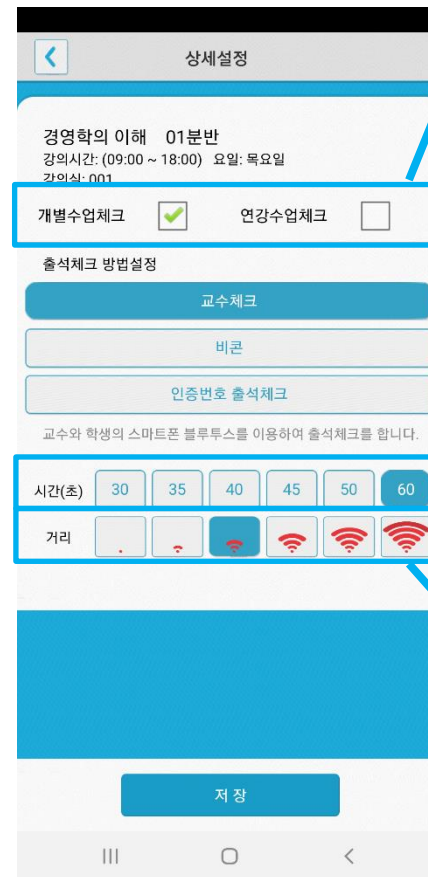 상세설정
경영학의 이해 01분반
강의시간: (09:00 ~ 18:00) 요일: 목요일
강의실: 001
개별수업체크 연강수업체크
출석체크 방법설정
교수체크
비콘
인증번호 출석체크
교수와 학생의 스마트폰 블루투스를 이용하여 출석체크를 합니다.
시간(초) 30 35 40 45 50 60
거리
저 장